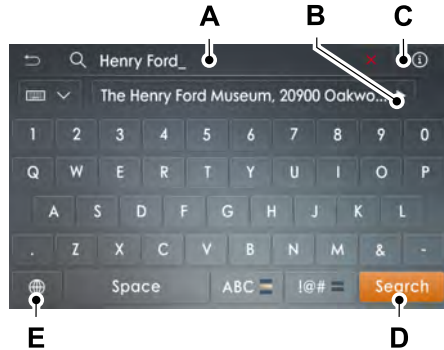 A B C
Henry Ford_
The Henry Ford Museum, 20900 Oakwo...
1 2 3 4 5 6 7 8 9 0
Q W E R T Y U I O P
A S D F G H J K L
. Z X C V B N M & -
Space ABC !@# Search
E D